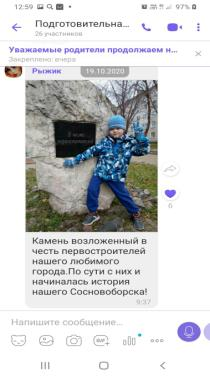 12:59
97%
Подготовительна...
26 участников
Уважаемые родители продолжаем н...
Закреплено: вчера
Рыжик
19.10.2020
6
Камень возложенный в
честь первостроителей
нашего любимого
города.По сути с них и
начиналась история
нашего Сосновоборска!
9:37
Напишите сообщение...
GIF